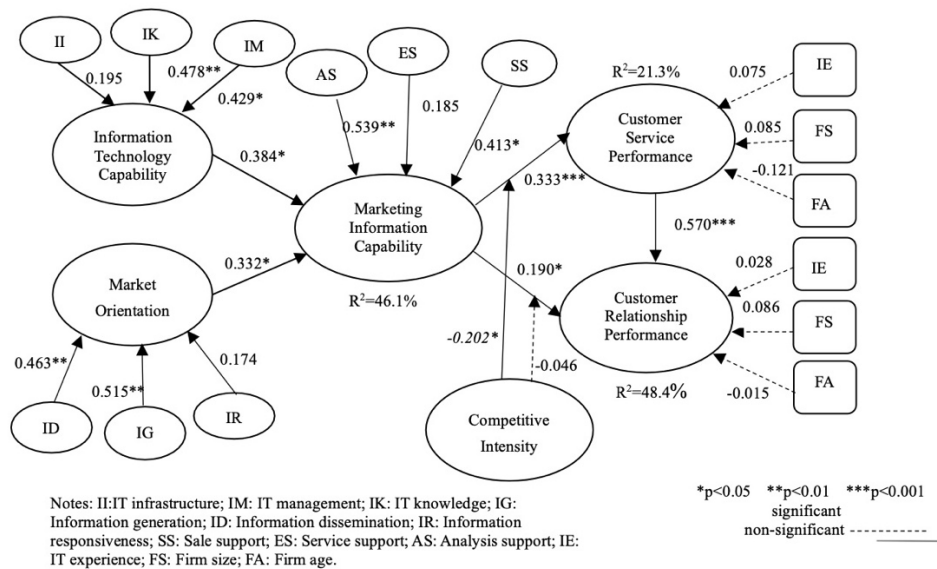 II
IK
IM
0.195
0.478**
0.429*
Information
Technology
Capability
0.384*
AS
ES
SS
0.539**
0.185
0.413*
Marketing
Information
Capability
R²=46.1%
Market
Orientation
0.332*
0.463**
0.515**
0.174
ID
IG
IR
R²=21.3%
Customer
Service
Performance
0.333***
0.075
IE
0.085
FS
-0.121
FA
0.570***
0.190*
Customer
Relationship
Performance
R²=48.4%
0.028
IE
0.086
FS
-0.015
FA
-0.202*
-0.046
Competitive
Intensity
*p<0.05 **p<0.01 ***p<0.001
significant
non-significant
Notes: II:IT infrastructure; IM: IT management; IK: IT knowledge; IG:
Information generation; ID: Information dissemination; IR: Information
responsiveness; SS: Sale support; ES: Service support; AS: Analysis support; IE:
IT experience; FS: Firm size; FA: Firm age.